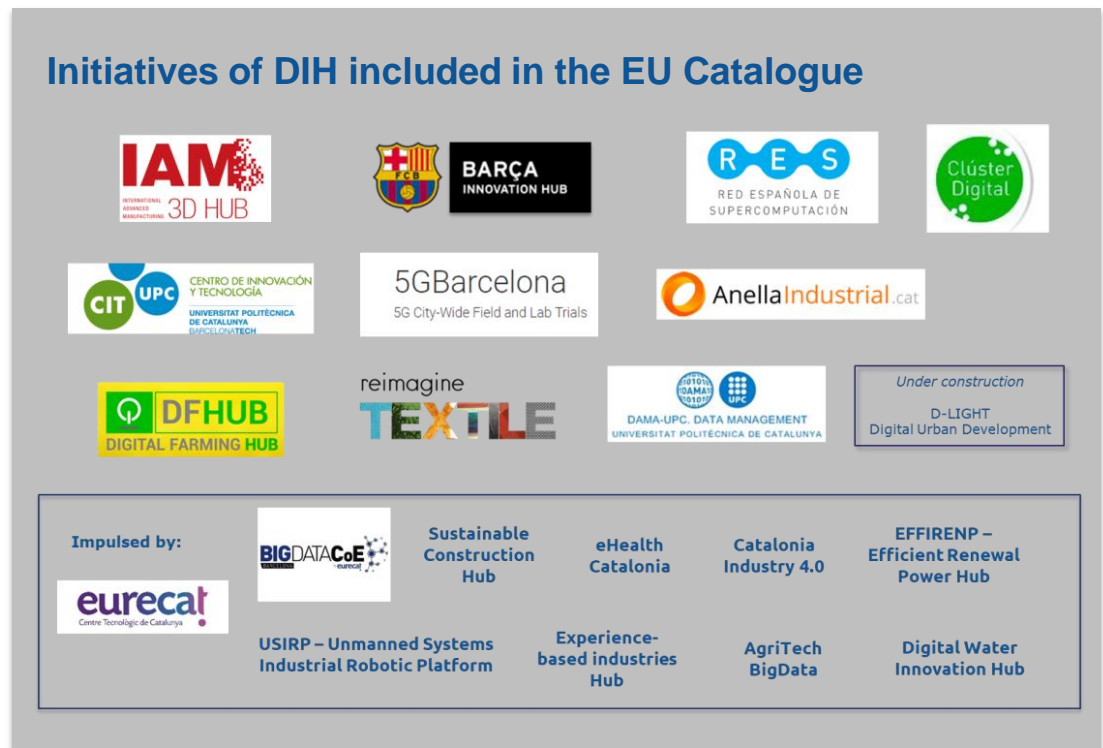 Initiatives of DIH included in the EU Catalogue
IAM
INTERNATIONAL
ADVANCED
MANUFACTURING
3D HUB
FCB
BARÇA
INNOVATION HUB
R-E-S
RED ESPAÑOLA DE
SUPERCOMPUTACIÓN
Clúster
Digital
CIT
UPC
CENTRO DE INNOVACIÓN
Y TECNOLOGÍA
UNIVERSITAT POLITÈCNICA
DE CATALUNYA
BARCELONATECH
5GBarcelona
5G City-Wide Field and Lab Trials
AnellaIndustrial.cat
DFHUB
DIGITAL FARMING HUB
reimagine
TEXTILE
DAMA
UPC
DAMA-UPC. DATA MANAGEMENT
UNIVERSITAT POLITÈCNICA DE CATALUNYA
Under construction
D-LIGHT
Digital Urban Development
Impulsed by:
eurecat
Centre Tecnològic de Catalunya
BIGDATACoE
BARCELONA
by eurecat
Sustainable
Construction
Hub
eHealth
Catalonia
Catalonia
Industry 4.0
EFFIRENP –
Efficient Renewal
Power Hub
USIRP – Unmanned Systems
Industrial Robotic Platform
Experience-
based industries
Hub
AgriTech
BigData
Digital Water
Innovation Hub